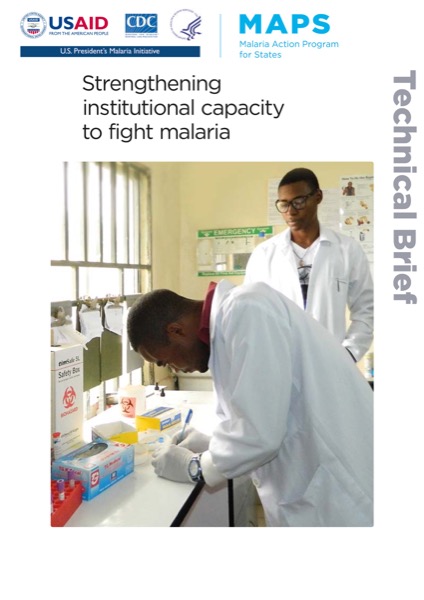 USAID
FROM THE AMERICAN PEOPLE
CDC
U.S. President's Malaria Initiative
MAPS
Malaria Action Program
for States
Strengthening
institutional capacity
to fight malaria
Technical Brief
EMERGENCY
Safety Box